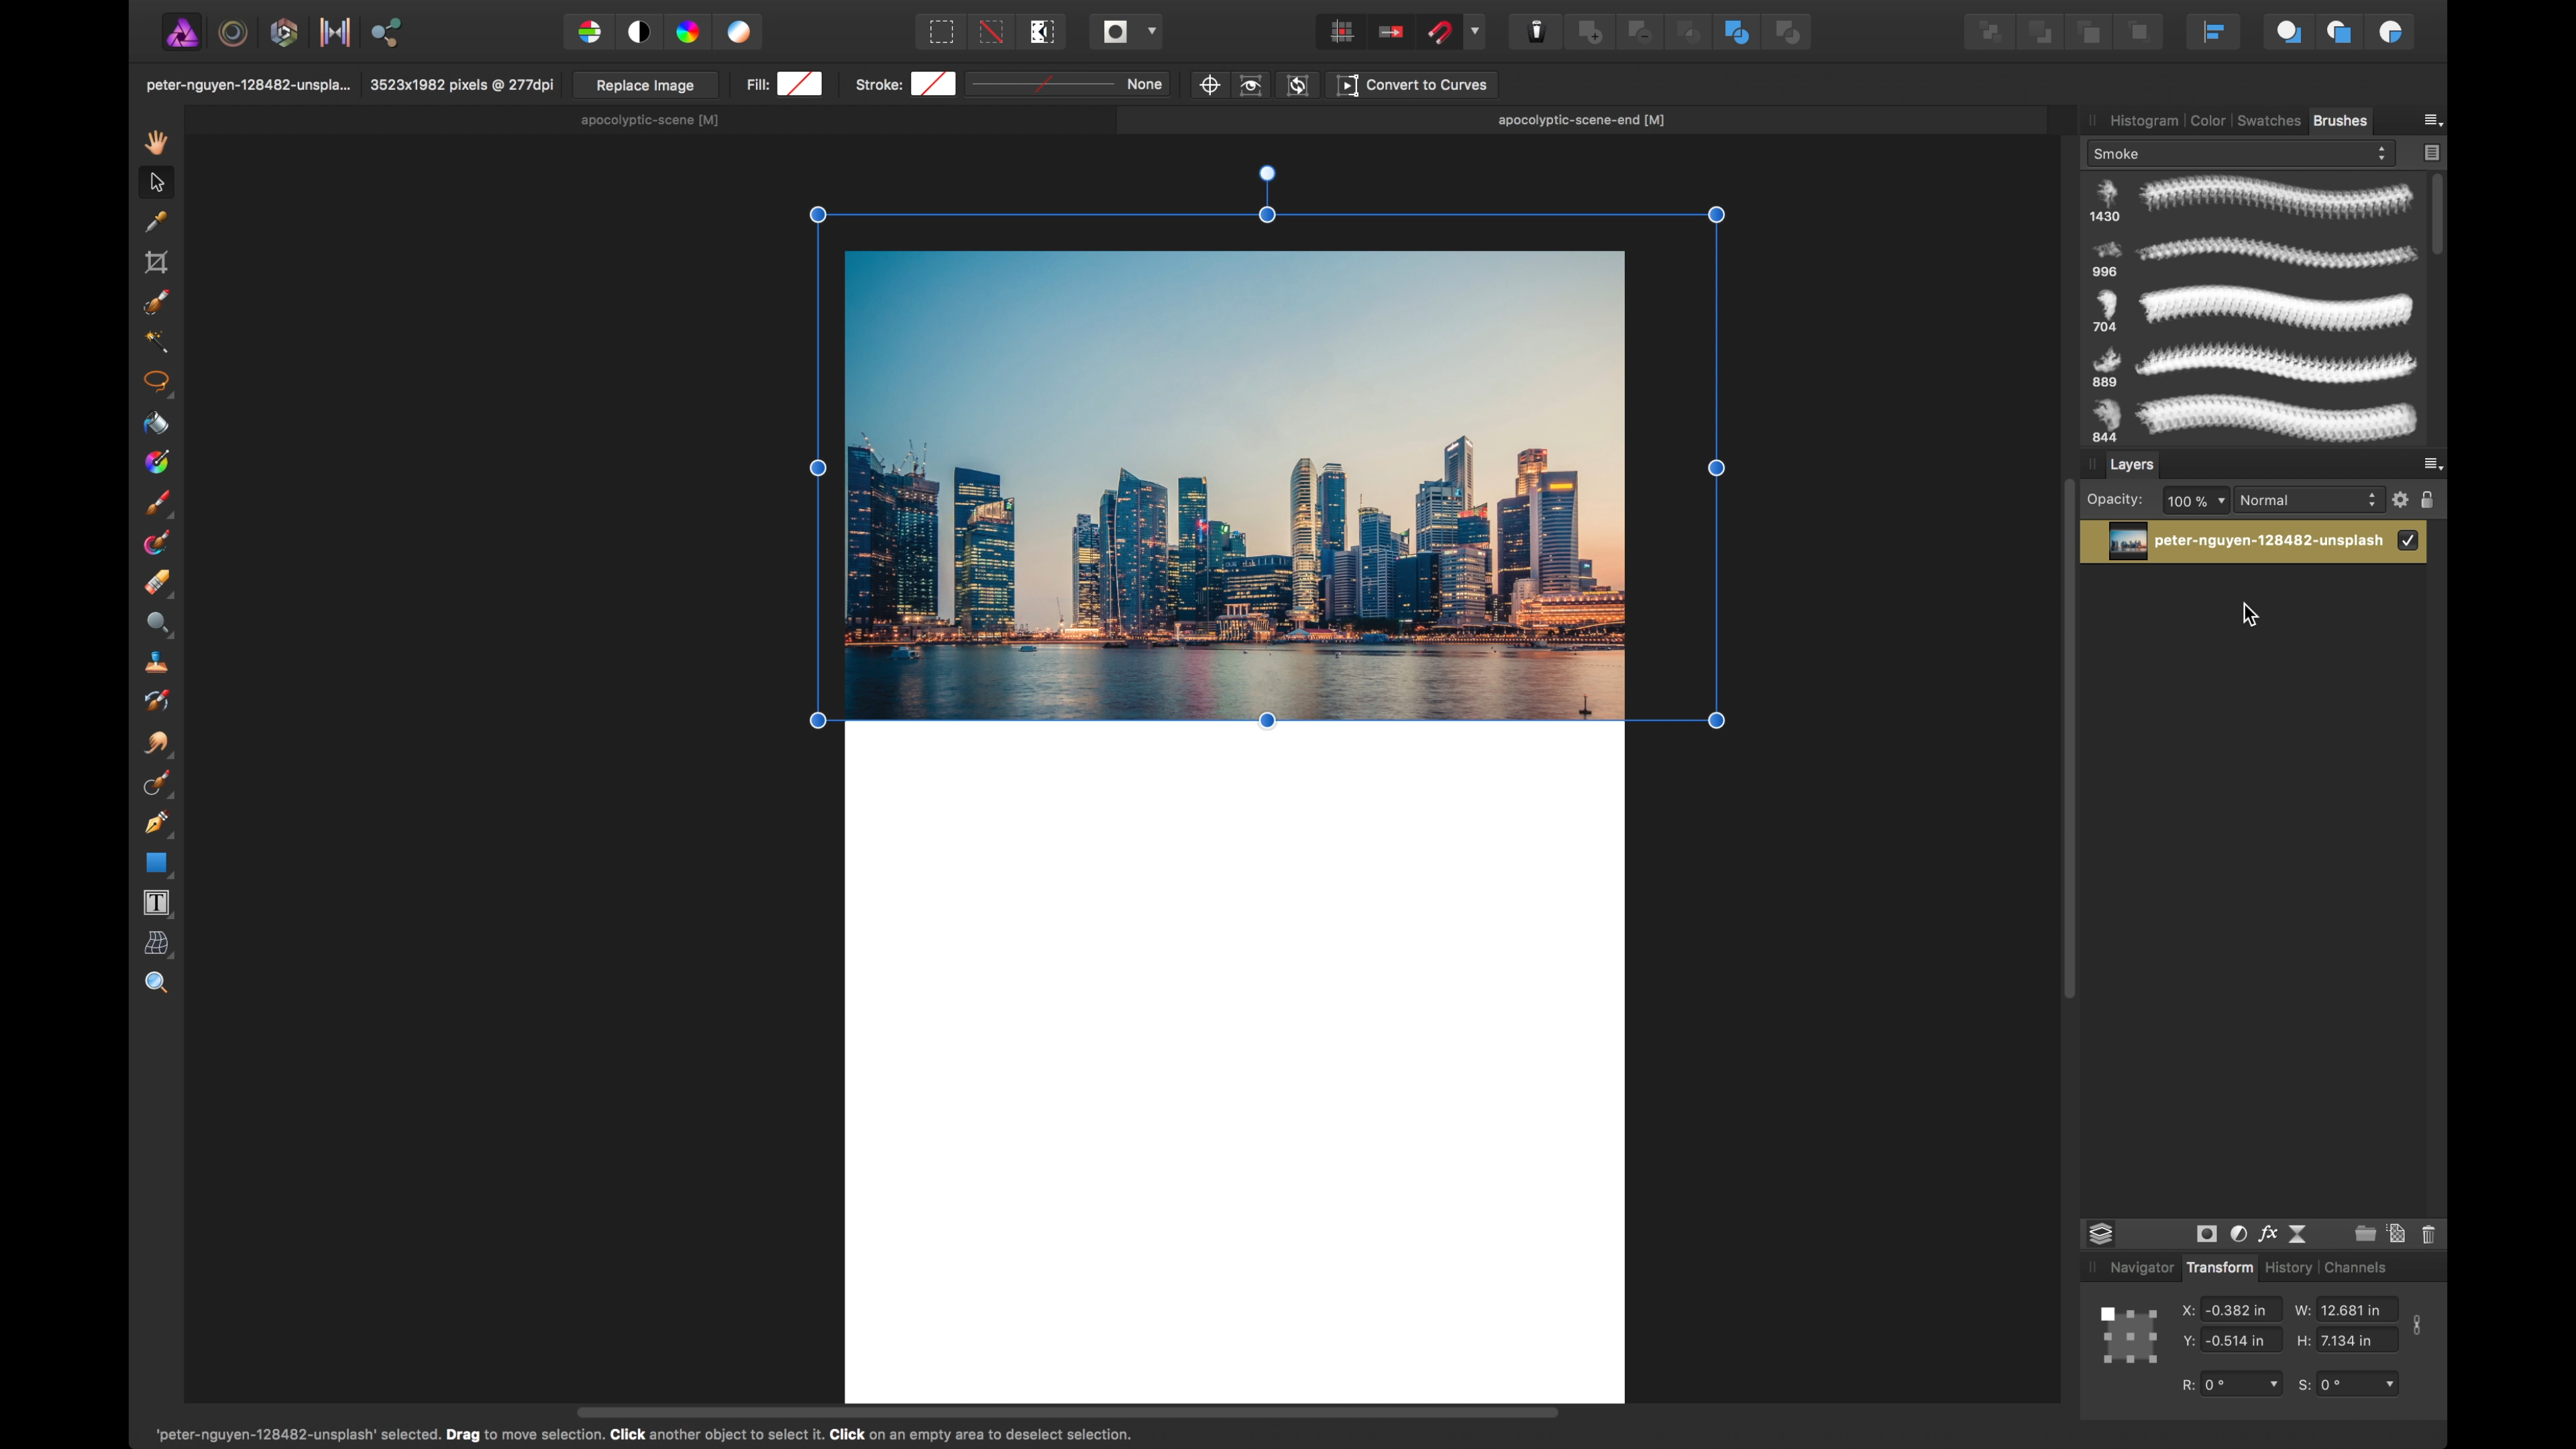 peter-nguyen-128482-unspla... 3523x1982 pixels @ 277dpi Replace Image Fill: Stroke: None Convert to Curves
apocolyptic-scene [M] apocolyptic-scene-end [M]
Histogram Color Swatches Brushes
Smoke
1430
996
704
889
844
Layers
Opacity: 100 % Normal
peter-nguyen-128482-unsplash
fx
Navigator Transform History Channels
X: -0.382 in W: 12.681 in
Y: -0.514 in H: 7.134 in
R: 0 ° S: 0 °
'peter-nguyen-128482-unsplash' selected. Drag to move selection. Click another object to select it. Click on an empty area to deselect selection.